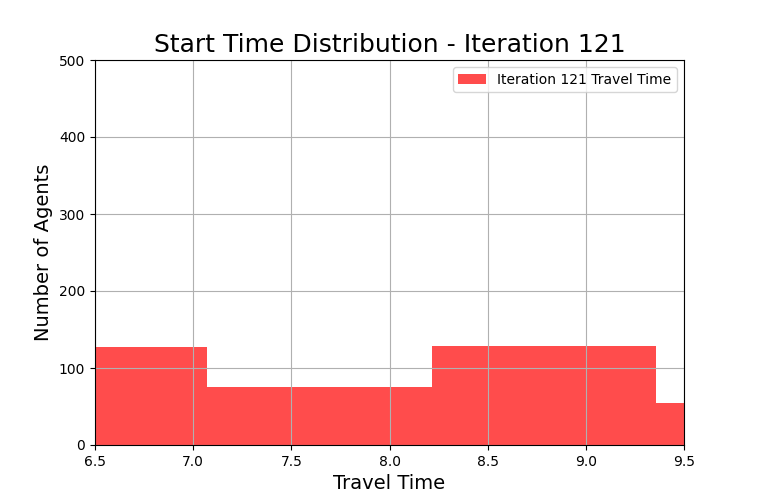 Start Time Distribution - Iteration 121
Iteration 121 Travel Time
500
400
300
200
100
0
Number of Agents
6.5 7.0 7.5 8.0 8.5 9.0 9.5
Travel Time